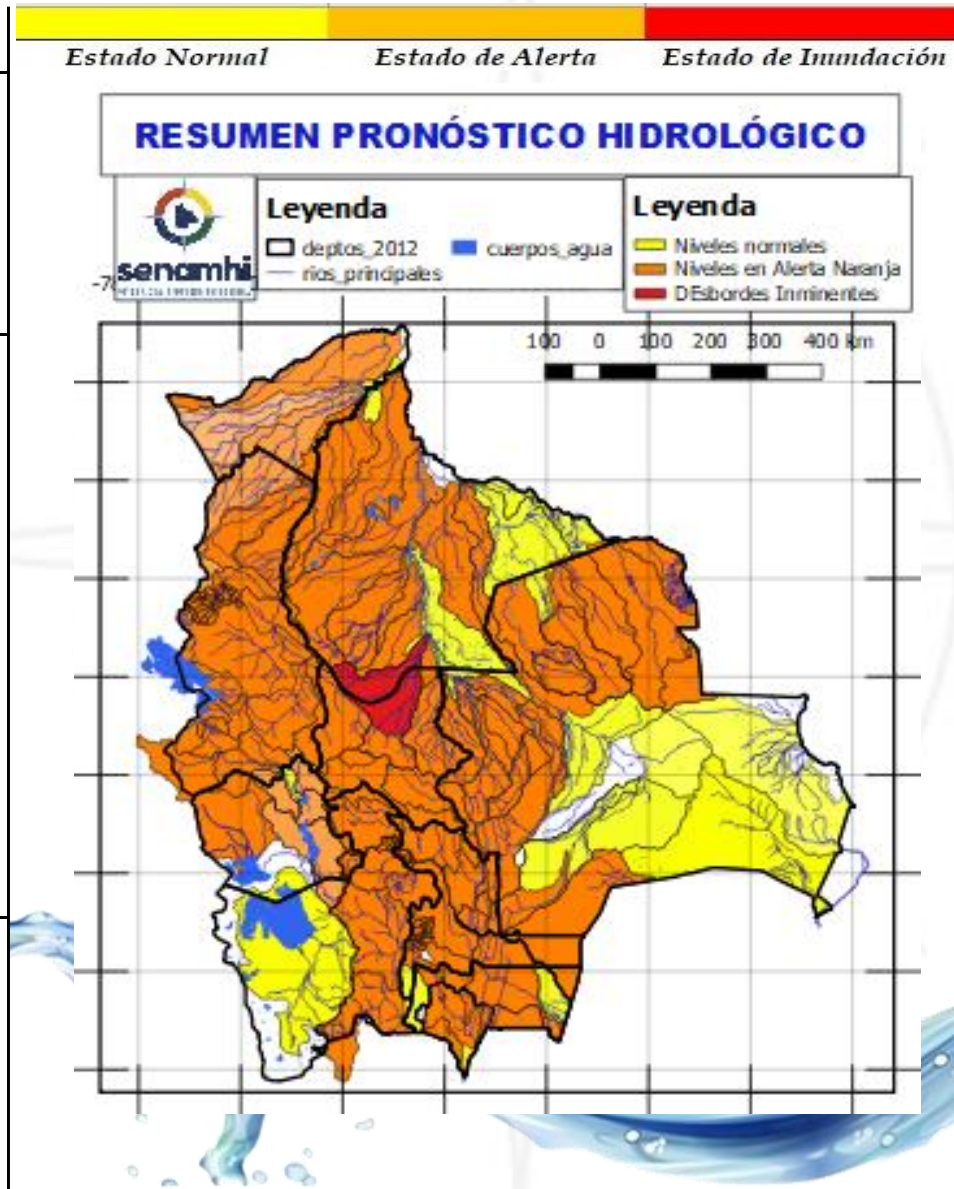 Estado Normal Estado de Alerta Estado de Inundación
RESUMEN PRONÓSTICO HIDROLÓGICO
senamhi
Leyenda
deptos_2012 cuerpos_agua
rios_principales
Leyenda
Niveles normales
Niveles en Alerta Naranja
DEsbordes Inminentes
100 0 100 200 300 400 km